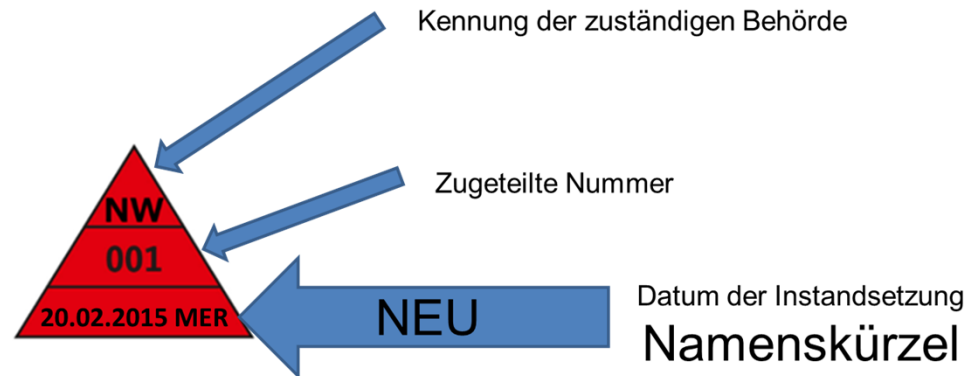 Kennung der zuständigen Behörde
Zugeteilte Nummer
NW
001
20.02.2015 MER
NEU
Datum der Instandsetzung
Namenskürzel